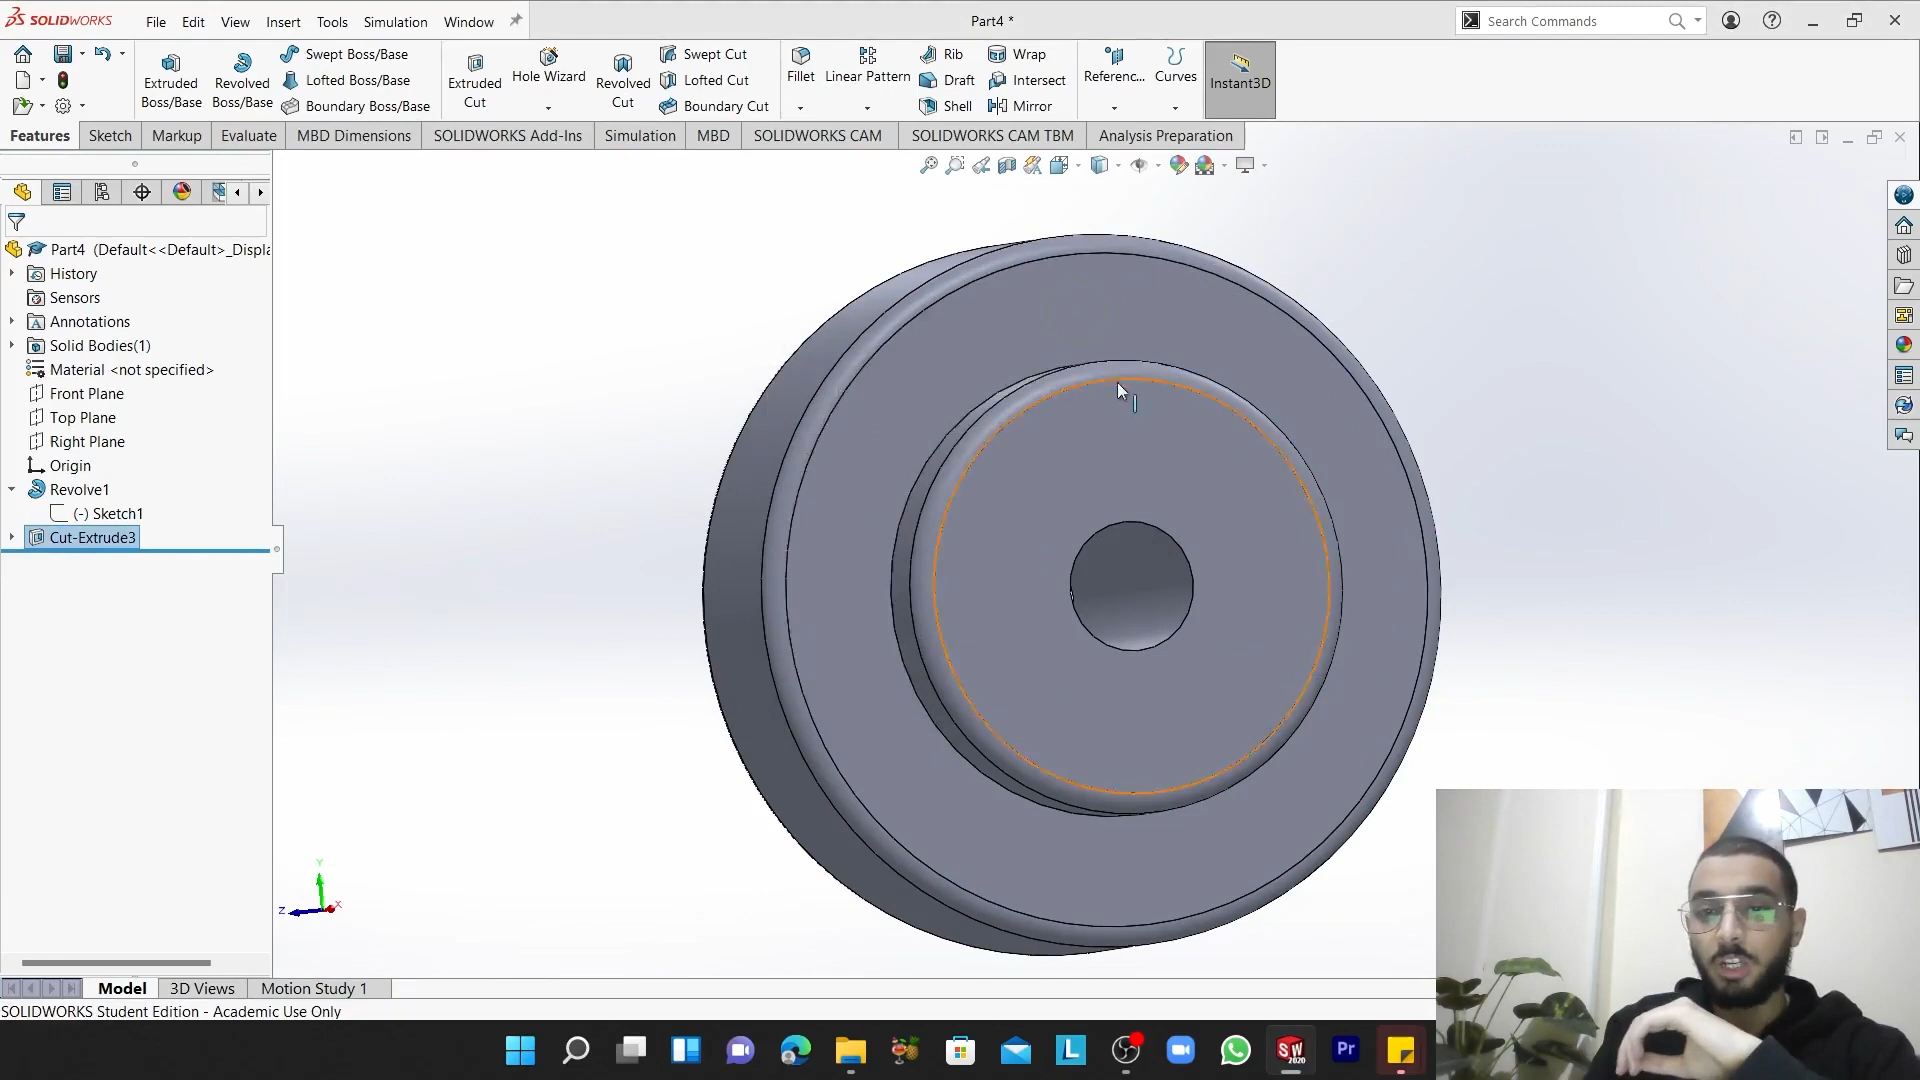 SOLIDWORKS
File Edit View Insert Tools Simulation Window
Part4 *
Search Commands
Extruded Boss/Base
Revolved Boss/Base
Swept Boss/Base
Lofted Boss/Base
Boundary Boss/Base
Extruded Cut
Hole Wizard
Revolved Cut
Swept Cut
Lofted Cut
Boundary Cut
Fillet
Linear Pattern
Rib
Draft
Shell
Wrap
Intersect
Mirror
Referenc...
Curves
Instant3D
Features Sketch Markup Evaluate MBD Dimensions SOLIDWORKS Add-Ins Simulation MBD SOLIDWORKS CAM SOLIDWORKS CAM TBM Analysis Preparation
Part4 (Default<<Default>_Displa
History
Sensors
Annotations
Solid Bodies(1)
Material <not specified>
Front Plane
Top Plane
Right Plane
Origin
Revolve1
(-) Sketch1
Cut-Extrude3
Y
Z
X
Model 3D Views Motion Study 1
SOLIDWORKS Student Edition - Academic Use Only
L
SW
2020
Pr